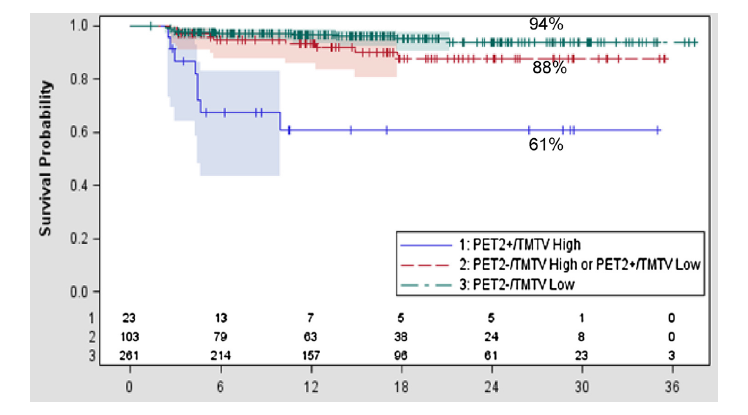 94%
1.0
88%
0.8
0.6
61%
0.4
0.2
0.0
Survival Probability
1: PET2+/TMTV High
2: PET2-/TMTV High or PET2+/TMTV Low
3: PET2-/TMTV Low
1 23 13 7 5 5 1 0
2 103 79 63 38 24 8 0
3 261 214 157 96 61 23 3
0 6 12 18 24 30 36